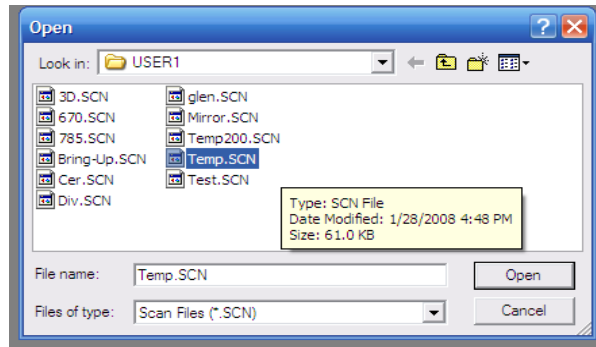 Open
Look in: USER1
3D.SCN
670.SCN
785.SCN
Bring-Up.SCN
Cer.SCN
Div.SCN
glen.SCN
Mirror.SCN
Temp200.SCN
Temp.SCN
Test.SCN
Type: SCN File
Date Modified: 1/28/2008 4:48 PM
Size: 61.0 KB
File name: Temp.SCN Open
Files of type: Scan Files (*.SCN) Cancel